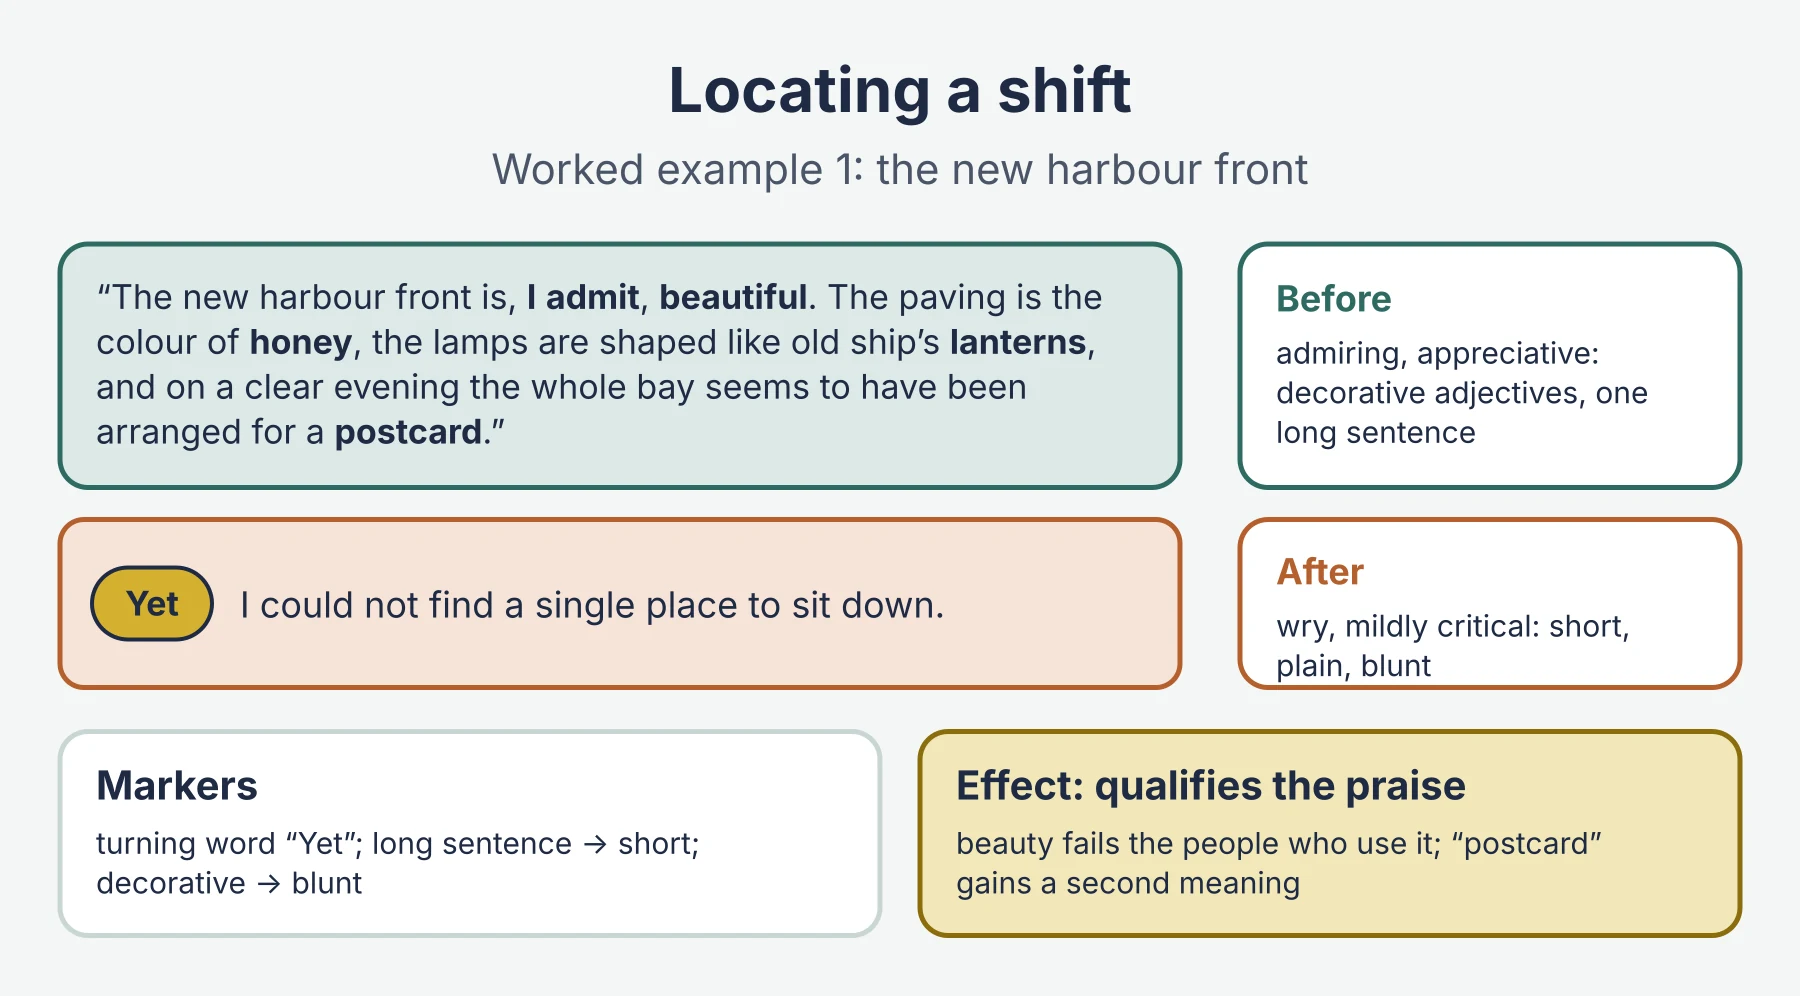 Locating a shift
Worked example 1: the new harbour front
“The new harbour front is, I admit, beautiful. The paving is the
colour of honey, the lamps are shaped like old ship’s lanterns,
and on a clear evening the whole bay seems to have been
arranged for a postcard.”
Before
admiring, appreciative:
decorative adjectives, one
long sentence
Yet I could not find a single place to sit down.
After
wry, mildly critical: short,
plain, blunt
Markers
turning word “Yet”; long sentence → short;
decorative → blunt
Effect: qualifies the praise
beauty fails the people who use it; “postcard”
gains a second meaning